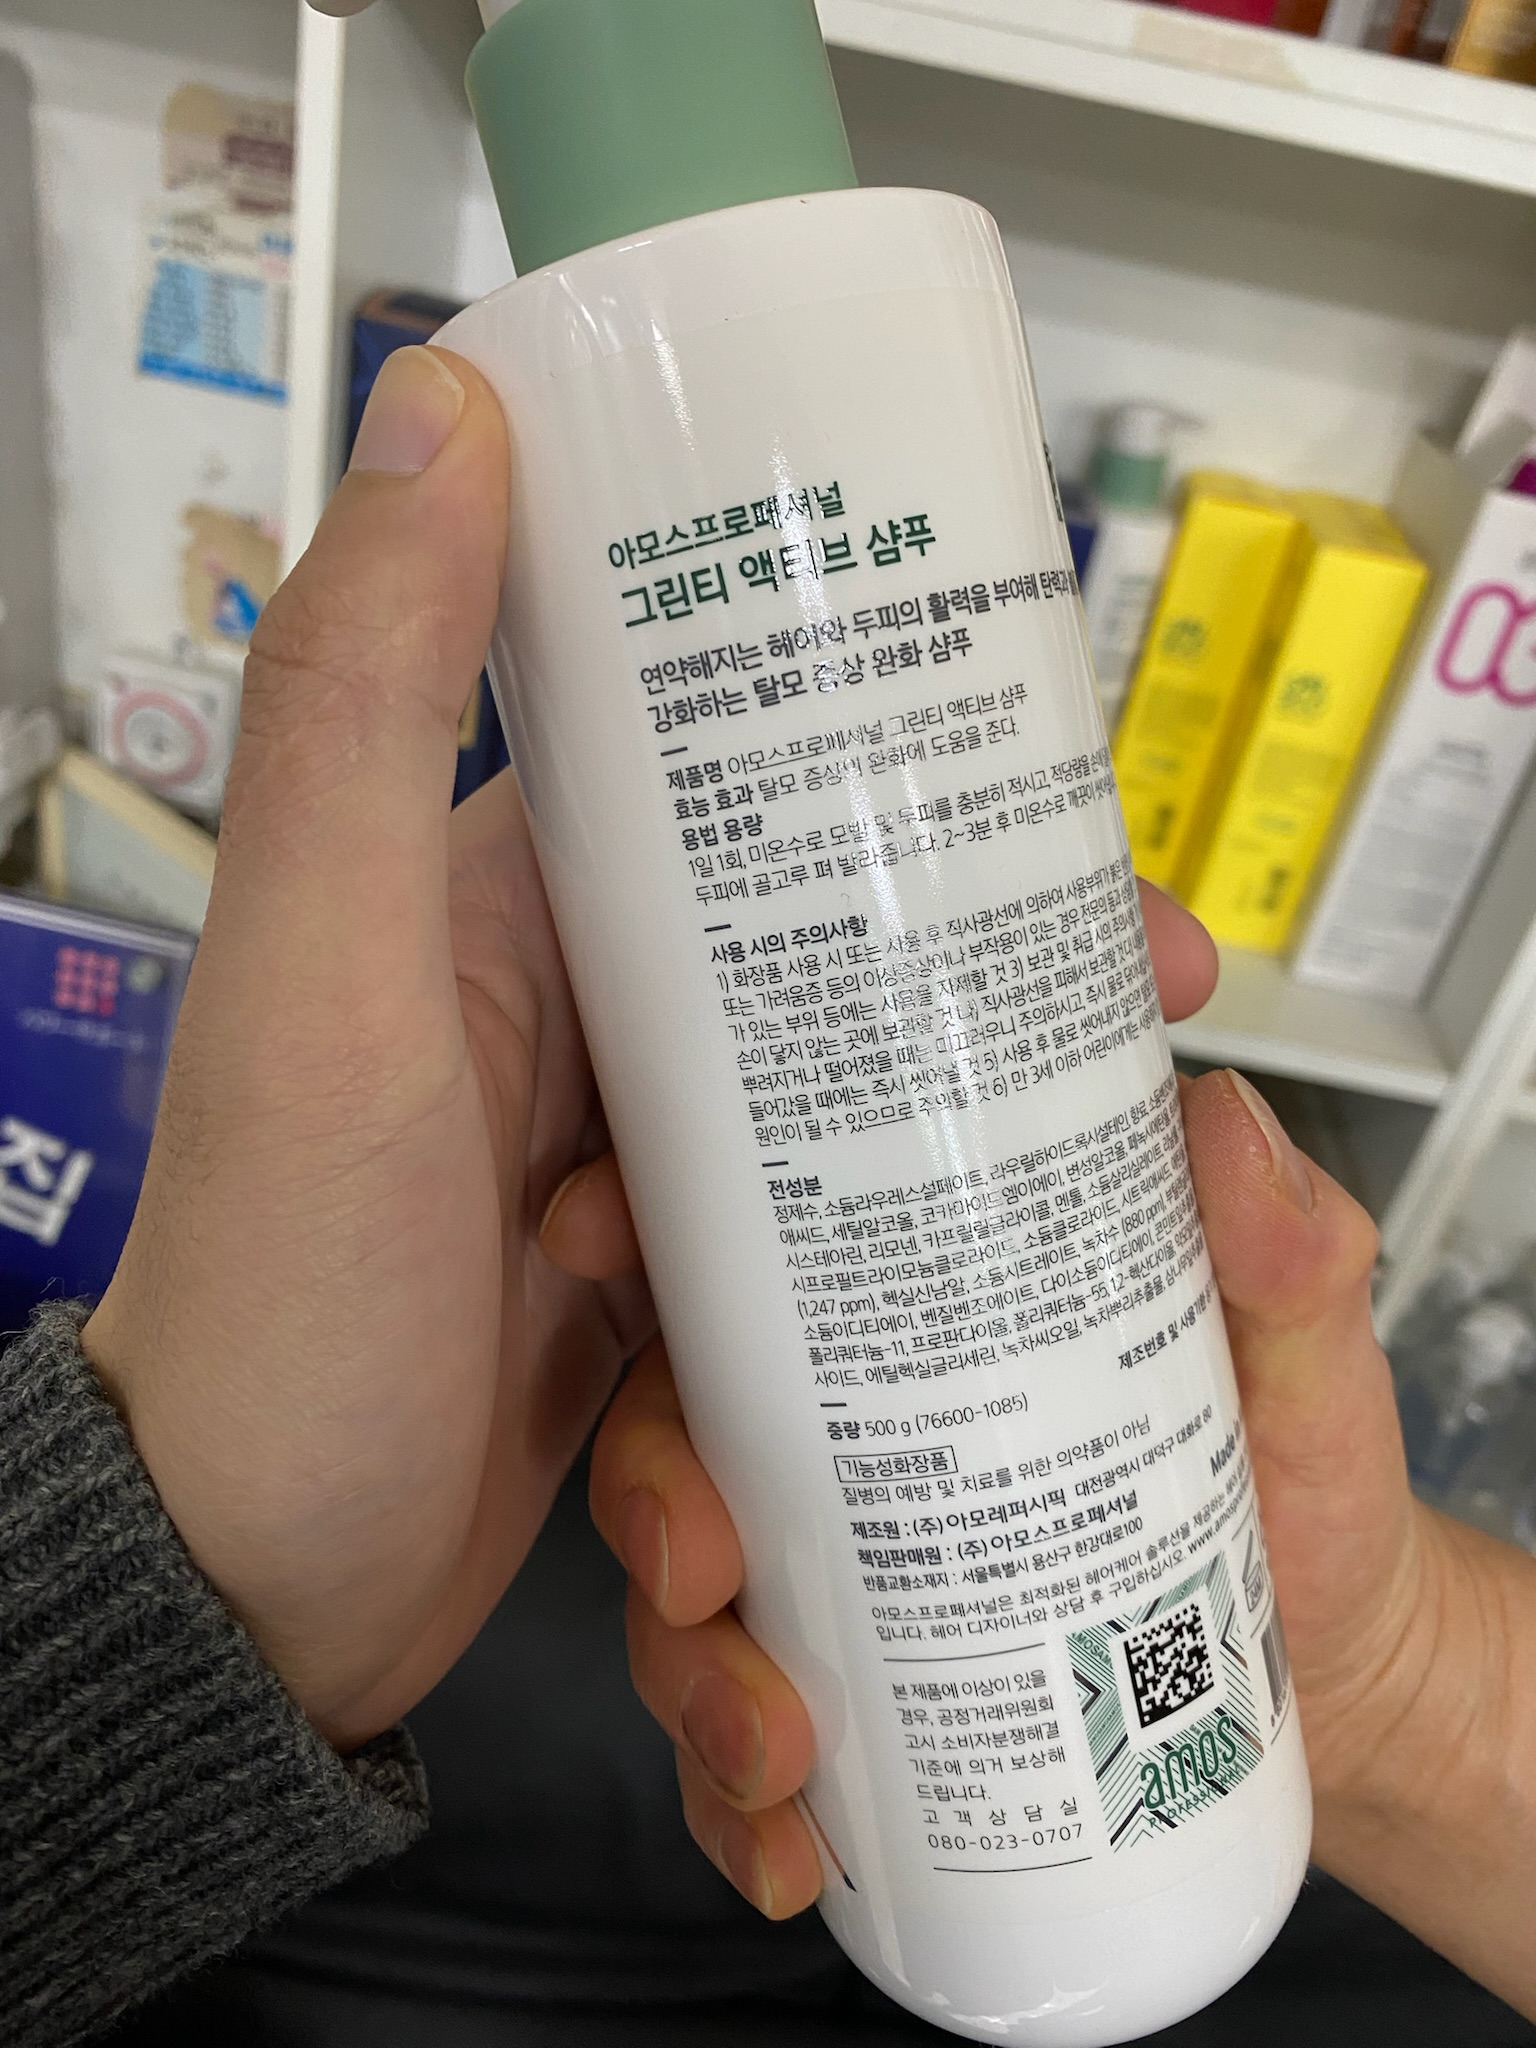 아모스프로페셔널
그린티 액티브 샴푸
연약해지는 헤어와 두피의 활력을 부여해 탄력과
강화하는 탈모 증상 완화 샴푸
제품명 아모스프로페셔널 그린티 액티브 샴푸
효능 효과 탈모 증상의 완화에 도움을 준다.
용법 용량
1일 1회, 미온수로 모발 및 두피를 충분히 적시고, 적당량을 손에
두피에 골고루 펴 발라줍니다. 2~3분 후 미온수로 깨끗이
사용 시의 주의사항
1) 화장품 사용 시 또는 사용 후 직사광선에 의하여 사용부위가 붉은
또는 가려움증 등의 이상증상이나 부작용이 있는 경우 전문의 등과
가 있는 부위 등에는 사용을 자제할 것 3) 보관 및 취급 시의 주의사항
손이 닿지 않는 곳에 보관할 것 나) 직사광선을 피해서 보관할 것
뿌려지거나 떨어졌을 때는 미끄러우니 주의하시고, 즉시 물로
들어갔을 때에는 즉시 씻어낼 것 5) 사용 후 물로 씻어내지 않으면
원인이 될 수 있으므로 주의할 것 6) 만 3세 이하 어린이에게는
전성분
정제수, 소듐라우레스설페이트, 라우릴하이드록시설테인, 향료,
애씨드, 세틸알코올, 코카마이드엠이에이, 변성알코올, 페녹시에탄올,
시스테아린, 리모넨, 카프릴릴글라이콜, 멘톨, 소듐살리실레이트,
시프로필트라이모늄클로라이드, 소듐클로라이드, 시트릭애씨드,
(1,247 ppm), 헥실신남알, 소듐시트레이트, 녹차수 (880 ppm),
소듐이디티에이, 벤질벤조에이트, 다이소듐이디티에이,
폴리쿼터늄-11, 프로판다이올, 폴리쿼터늄-55, 1,2-헥산다이올,
사이드, 에틸헥실글리세린, 녹차씨오일, 녹차뿌리추출물,
제조번호 및 사용기한
중량 500 g (76600-1085)
Made in
기능성화장품
질병의 예방 및 치료를 위한 의약품이 아님
제조원 : (주)아모레퍼시픽 대전광역시 대덕구 대화로 80
책임판매원 : (주)아모스프로페셔널
반품교환소재지 : 서울특별시 용산구 한강대로100
아모스프로페셔널은 최적화된 헤어케어 솔루션을 제공하는
입니다. 헤어 디자이너와 상담 후 구입하십시오.
본 제품에 이상이 있을
경우, 공정거래위원회
고시 소비자분쟁해결
기준에 의거 보상해
드립니다.
고 객 상 담 실
080-023-0707
amos
PROFESSIONAL
집